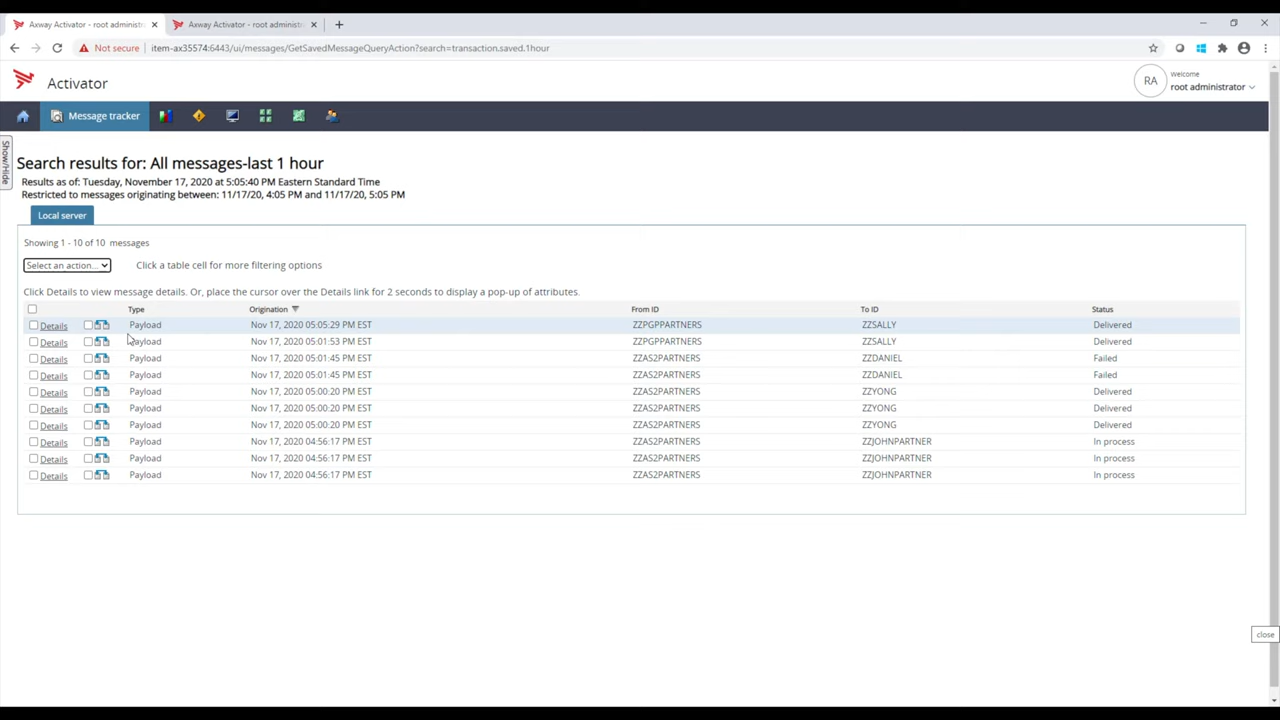 Axway Activator - root administr
Axway Activator - root administr
Not secure
item-ax35574:6443/ui/messages/GetSavedMessageQueryAction?search=transaction.saved.1hour
Activator
RA
Welcome
root administrator
Message tracker
Show/Hide
Search results for: All messages-last 1 hour
Results as of: Tuesday, November 17, 2020 at 5:05:40 PM Eastern Standard Time
Restricted to messages originating between: 11/17/20, 4:05 PM and 11/17/20, 5:05 PM
Local server
Showing 1 - 10 of 10 messages
Select an action...
Click a table cell for more filtering options
Click Details to view message details. Or, place the cursor over the Details link for 2 seconds to display a pop-up of attributes.
Type Origination From ID To ID Status
Details Payload Nov 17, 2020 05:05:29 PM EST ZZPGPPARTNERS ZZSALLY Delivered
Details Payload Nov 17, 2020 05:01:53 PM EST ZZPGPPARTNERS ZZSALLY Delivered
Details Payload Nov 17, 2020 05:01:45 PM EST ZZAS2PARTNERS ZZDANIEL Failed
Details Payload Nov 17, 2020 05:01:45 PM EST ZZAS2PARTNERS ZZDANIEL Failed
Details Payload Nov 17, 2020 05:00:20 PM EST ZZAS2PARTNERS ZZYONG Delivered
Details Payload Nov 17, 2020 05:00:20 PM EST ZZAS2PARTNERS ZZYONG Delivered
Details Payload Nov 17, 2020 05:00:20 PM EST ZZAS2PARTNERS ZZYONG Delivered
Details Payload Nov 17, 2020 04:56:17 PM EST ZZAS2PARTNERS ZZJOHNPARTNER In process
Details Payload Nov 17, 2020 04:56:17 PM EST ZZAS2PARTNERS ZZJOHNPARTNER In process
Details Payload Nov 17, 2020 04:56:17 PM EST ZZAS2PARTNERS ZZJOHNPARTNER In process
close